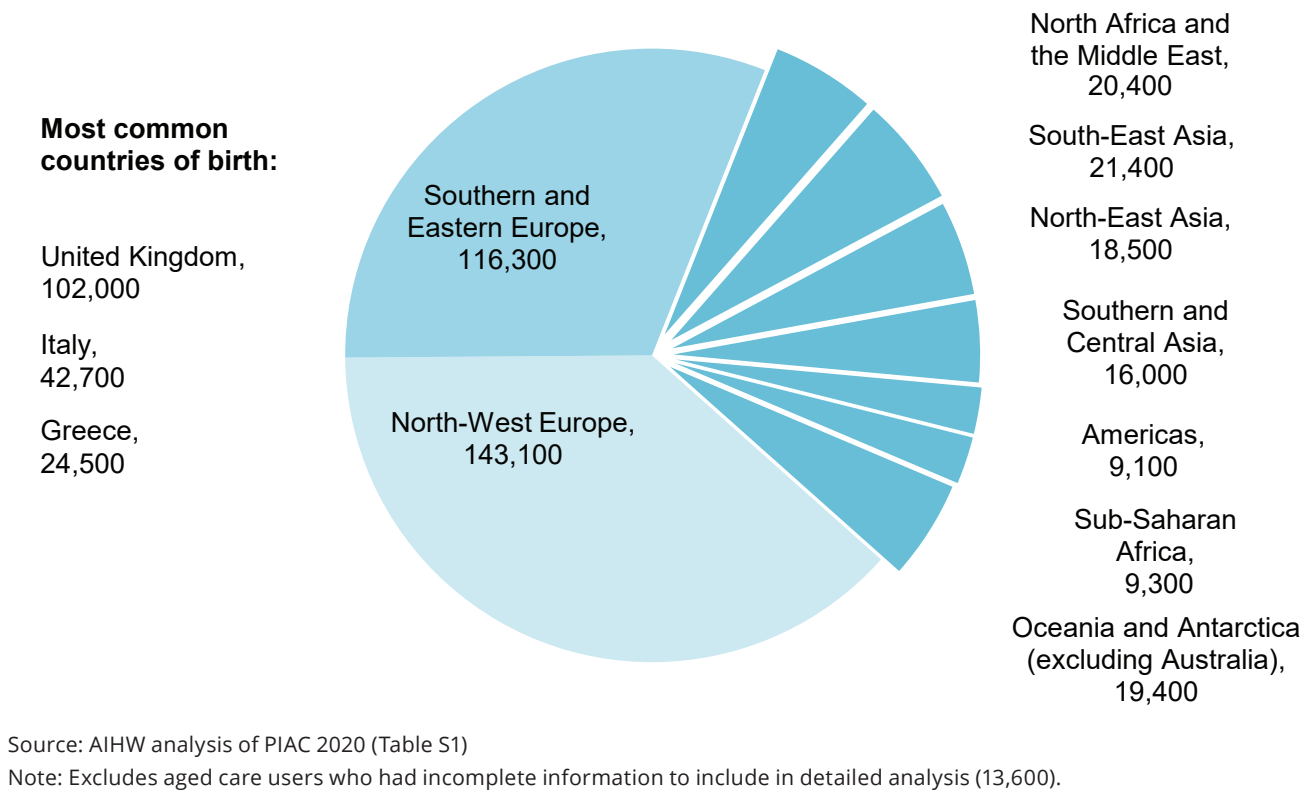 Most common
countries of birth:
United Kingdom,
102,000
Italy,
42,700
Greece,
24,500
Southern and
Eastern Europe,
116,300
North-West Europe,
143,100
North Africa and
the Middle East,
20,400
South-East Asia,
21,400
North-East Asia,
18,500
Southern and
Central Asia,
16,000
Americas,
9,100
Sub-Saharan
Africa,
9,300
Oceania and Antarctica
(excluding Australia),
19,400
Source: AIHW analysis of PIAC 2020 (Table S1)
Note: Excludes aged care users who had incomplete information to include in detailed analysis (13,600).